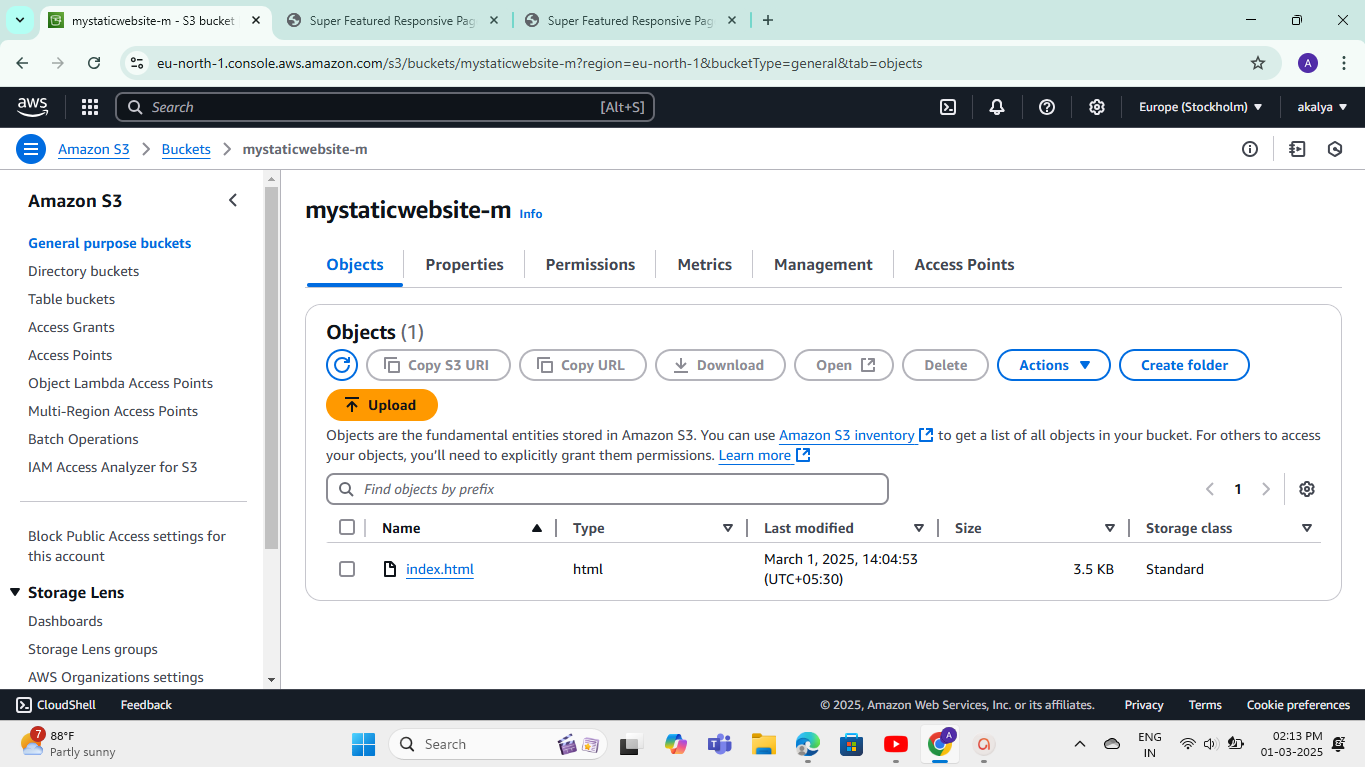 mystaticwebsite-m - S3 bucket
Super Featured Responsive Pag
Super Featured Responsive Pag
eu-north-1.console.aws.amazon.com/s3/buckets/mystaticwebsite-m?region=eu-north-1&bucketType=general&tab=objects
A
aws
Search
[Alt+S]
Europe (Stockholm)
akalya
Amazon S3
Buckets
mystaticwebsite-m
Amazon S3
General purpose buckets
Directory buckets
Table buckets
Access Grants
Access Points
Object Lambda Access Points
Multi-Region Access Points
Batch Operations
IAM Access Analyzer for S3
Block Public Access settings for
this account
Storage Lens
Dashboards
Storage Lens groups
AWS Organizations settings
mystaticwebsite-m Info
Objects
Properties
Permissions
Metrics
Management
Access Points
Objects (1)
Copy S3 URI
Copy URL
Download
Open
Delete
Actions
Create folder
Upload
Objects are the fundamental entities stored in Amazon S3. You can use Amazon S3 inventory to get a list of all objects in your bucket. For others to access
your objects, you'll need to explicitly grant them permissions. Learn more
Find objects by prefix
1
Name
Type
Last modified
Size
Storage class
index.html
html
March 1, 2025, 14:04:53
(UTC+05:30)
3.5 KB
Standard
CloudShell
Feedback
© 2025, Amazon Web Services, Inc. or its affiliates.
Privacy
Terms
Cookie preferences
7
88°F
Partly sunny
Search
A
ENG
IN
02:13 PM
01-03-2025